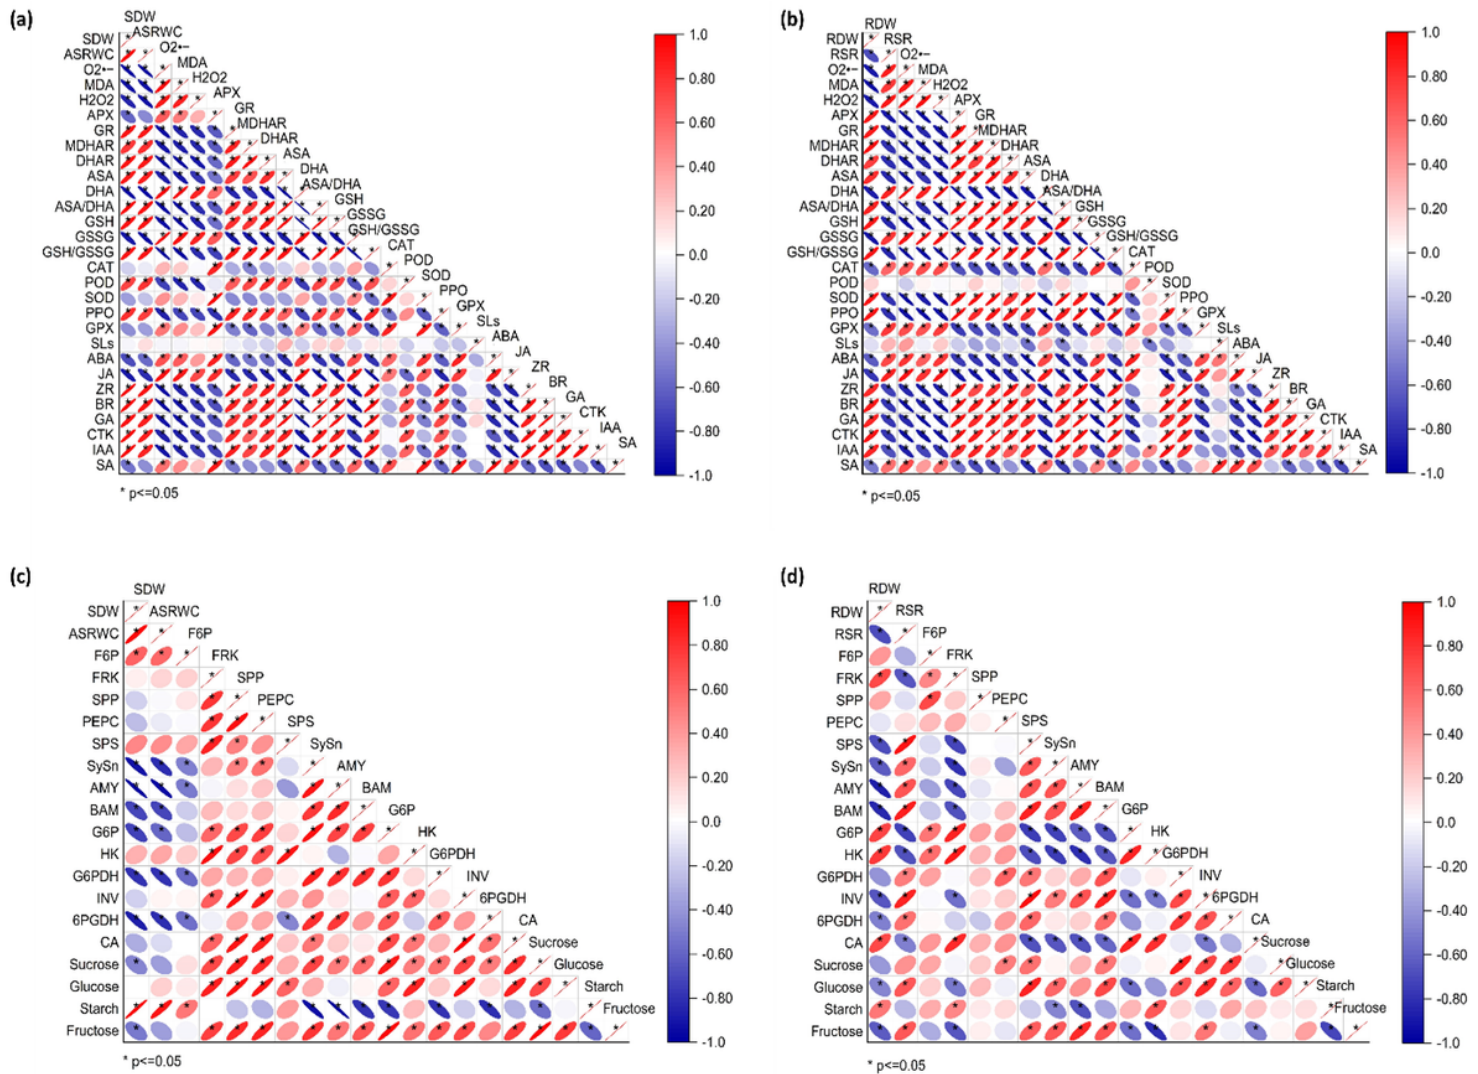 (a)
SDW
ASRWC
O2•−
MDA
H2O2
APX
GR
MDHAR
DHAR
ASA
DHA
ASA/DHA
GSH
GSSG
GSH/GSSG
CAT
POD
SOD
PPO
GPX
SLs
ABA
JA
ZR
BR
GA
CTK
IAA
SA
SDW
ASRWC
O2•−
MDA
H2O2
APX
GR
MDHAR
DHAR
ASA
DHA
ASA/DHA
GSH
GSSG
GSH/GSSG
CAT
POD
SOD
PPO
GPX
SLs
ABA
JA
ZR
BR
GA
CTK
IAA
SA
1.0
0.80
0.60
0.40
0.20
0.0
-0.20
-0.40
-0.60
-0.80
-1.0
* p<=0.05
(b)
RDW
RSR
O2•−
MDA
H2O2
APX
GR
MDHAR
DHAR
ASA
DHA
ASA/DHA
GSH
GSSG
GSH/GSSG
CAT
POD
SOD
PPO
GPX
SLs
ABA
JA
ZR
BR
GA
CTK
IAA
SA
RDW
RSR
O2•−
MDA
H2O2
APX
GR
MDHAR
DHAR
ASA
DHA
ASA/DHA
GSH
GSSG
GSH/GSSG
CAT
POD
SOD
PPO
GPX
SLs
ABA
JA
ZR
BR
GA
CTK
IAA
SA
1.0
0.80
0.60
0.40
0.20
0.0
-0.20
-0.40
-0.60
-0.80
-1.0
* p<=0.05
(c)
SDW
ASRWC
F6P
FRK
SPP
PEPC
SPS
SySn
AMY
BAM
G6P
HK
G6PDH
INV
6PGDH
CA
Sucrose
Glucose
Starch
Fructose
SDW
ASRWC
F6P
FRK
SPP
PEPC
SPS
SySn
AMY
BAM
G6P
HK
G6PDH
INV
6PGDH
CA
Sucrose
Glucose
Starch
Fructose
1.0
0.80
0.60
0.40
0.20
0.0
-0.20
-0.40
-0.60
-0.80
-1.0
* p<=0.05
(d)
RDW
RSR
F6P
FRK
SPP
PEPC
SPS
SySn
AMY
BAM
G6P
HK
G6PDH
INV
6PGDH
CA
Sucrose
Glucose
Starch
Fructose
RDW
RSR
F6P
FRK
SPP
PEPC
SPS
SySn
AMY
BAM
G6P
HK
G6PDH
INV
6PGDH
CA
Sucrose
Glucose
Starch
Fructose
1.0
0.80
0.60
0.40
0.20
0.0
-0.20
-0.40
-0.60
-0.80
-1.0
* p<=0.05